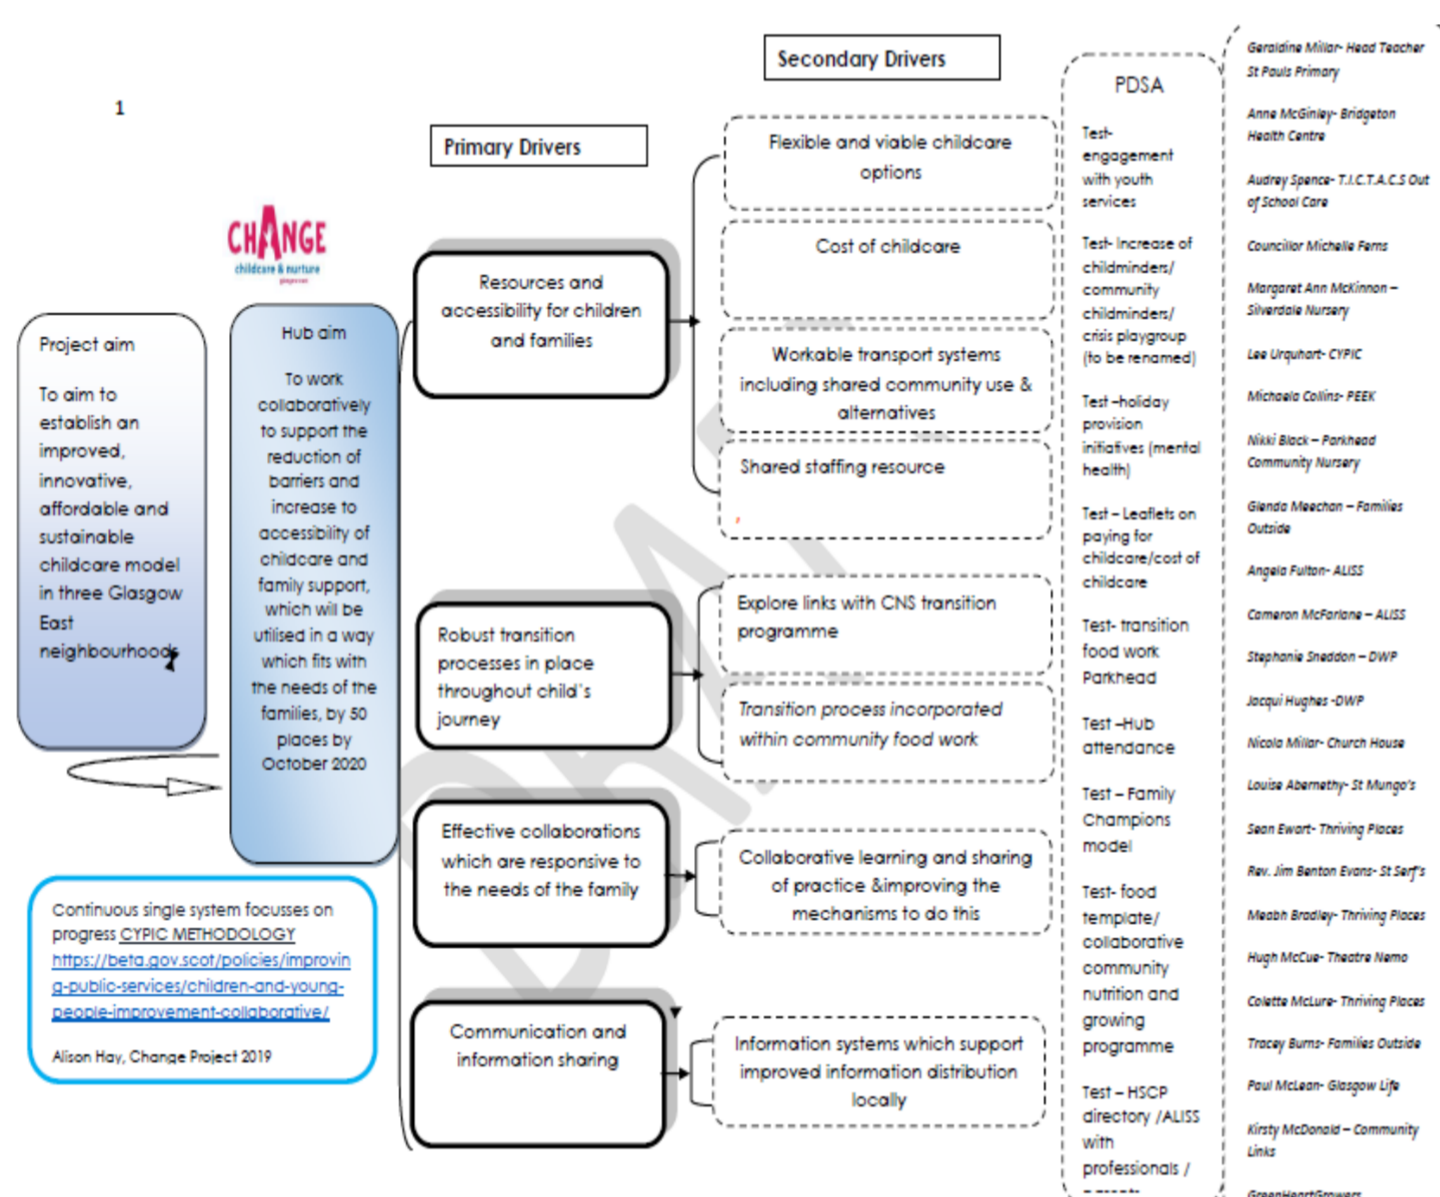 1
CHANGE
childcare & nurture
Project aim
To aim to
establish an
improved,
innovative,
affordable and
sustainable
childcare model
in three Glasgow
East
neighbourhoods
Hub aim
To work
collaboratively
to support the
reduction of
barriers and
increase to
accessibility of
childcare and
family support,
which will be
utilised in a way
which fits with
the needs of the
families, by 50
places by
October 2020
Continuous single system focusses on
progress CYPIC METHODOLOGY
https://beta.gov.scot/policies/improvin
g-public-services/children-and-young-
people-improvement-collaborative/
Alison Hay, Change Project 2019
Primary Drivers
Resources and
accessibility for children
and families
Robust transition
processes in place
throughout child's
journey
Effective collaborations
which are responsive to
the needs of the family
Communication and
information sharing
Secondary Drivers
Flexible and viable childcare
options
Cost of childcare
Workable transport systems
including shared community use &
alternatives
Shared staffing resource
,
Explore links with CNS transition
programme
Transition process incorporated
within community food work
Collaborative learning and sharing
of practice &improving the
mechanisms to do this
Information systems which support
improved information distribution
locally
PDSA
Test-
engagement
with youth
services
Test- Increase of
childminders/
community
childminders/
crisis playgroup
(to be renamed)
Test –holiday
provision
initiatives (mental
health)
Test – Leaflets on
paying for
childcare/cost of
childcare
Test- transition
food work
Parkhead
Test –Hub
attendance
Test – Family
Champions
model
Test- food
template/
collaborative
community
nutrition and
growing
programme
Test – HSCP
directory /ALISS
with
professionals /
Geraldine Millar- Head Teacher
St Pauls Primary
Anne McGinley- Bridgeton
Health Centre
Audrey Spence- T.I.C.T.A.C.S Out
of School Care
Councillor Michelle Ferns
Margaret Ann McKinnon –
Silverdale Nursery
Lee Urquhart- CYPIC
Michaela Collins- PEEK
Nikki Black – Parkhead
Community Nursery
Glenda Meechan – Families
Outside
Angela Fulton- ALISS
Cameron McFarlane – ALISS
Stephanie Sneddon – DWP
Jacqui Hughes -DWP
Nicola Millar- Church House
Louise Abernethy- St Mungo's
Sean Ewart- Thriving Places
Rev. Jim Benton Evans- St Serf's
Meabh Bradley- Thriving Places
Hugh McCue- Theatre Nemo
Colette McLure- Thriving Places
Tracey Burns- Families Outside
Paul McLean- Glasgow Life
Kirsty McDonald – Community
Links
GreenHeartGrowers
DRAFT